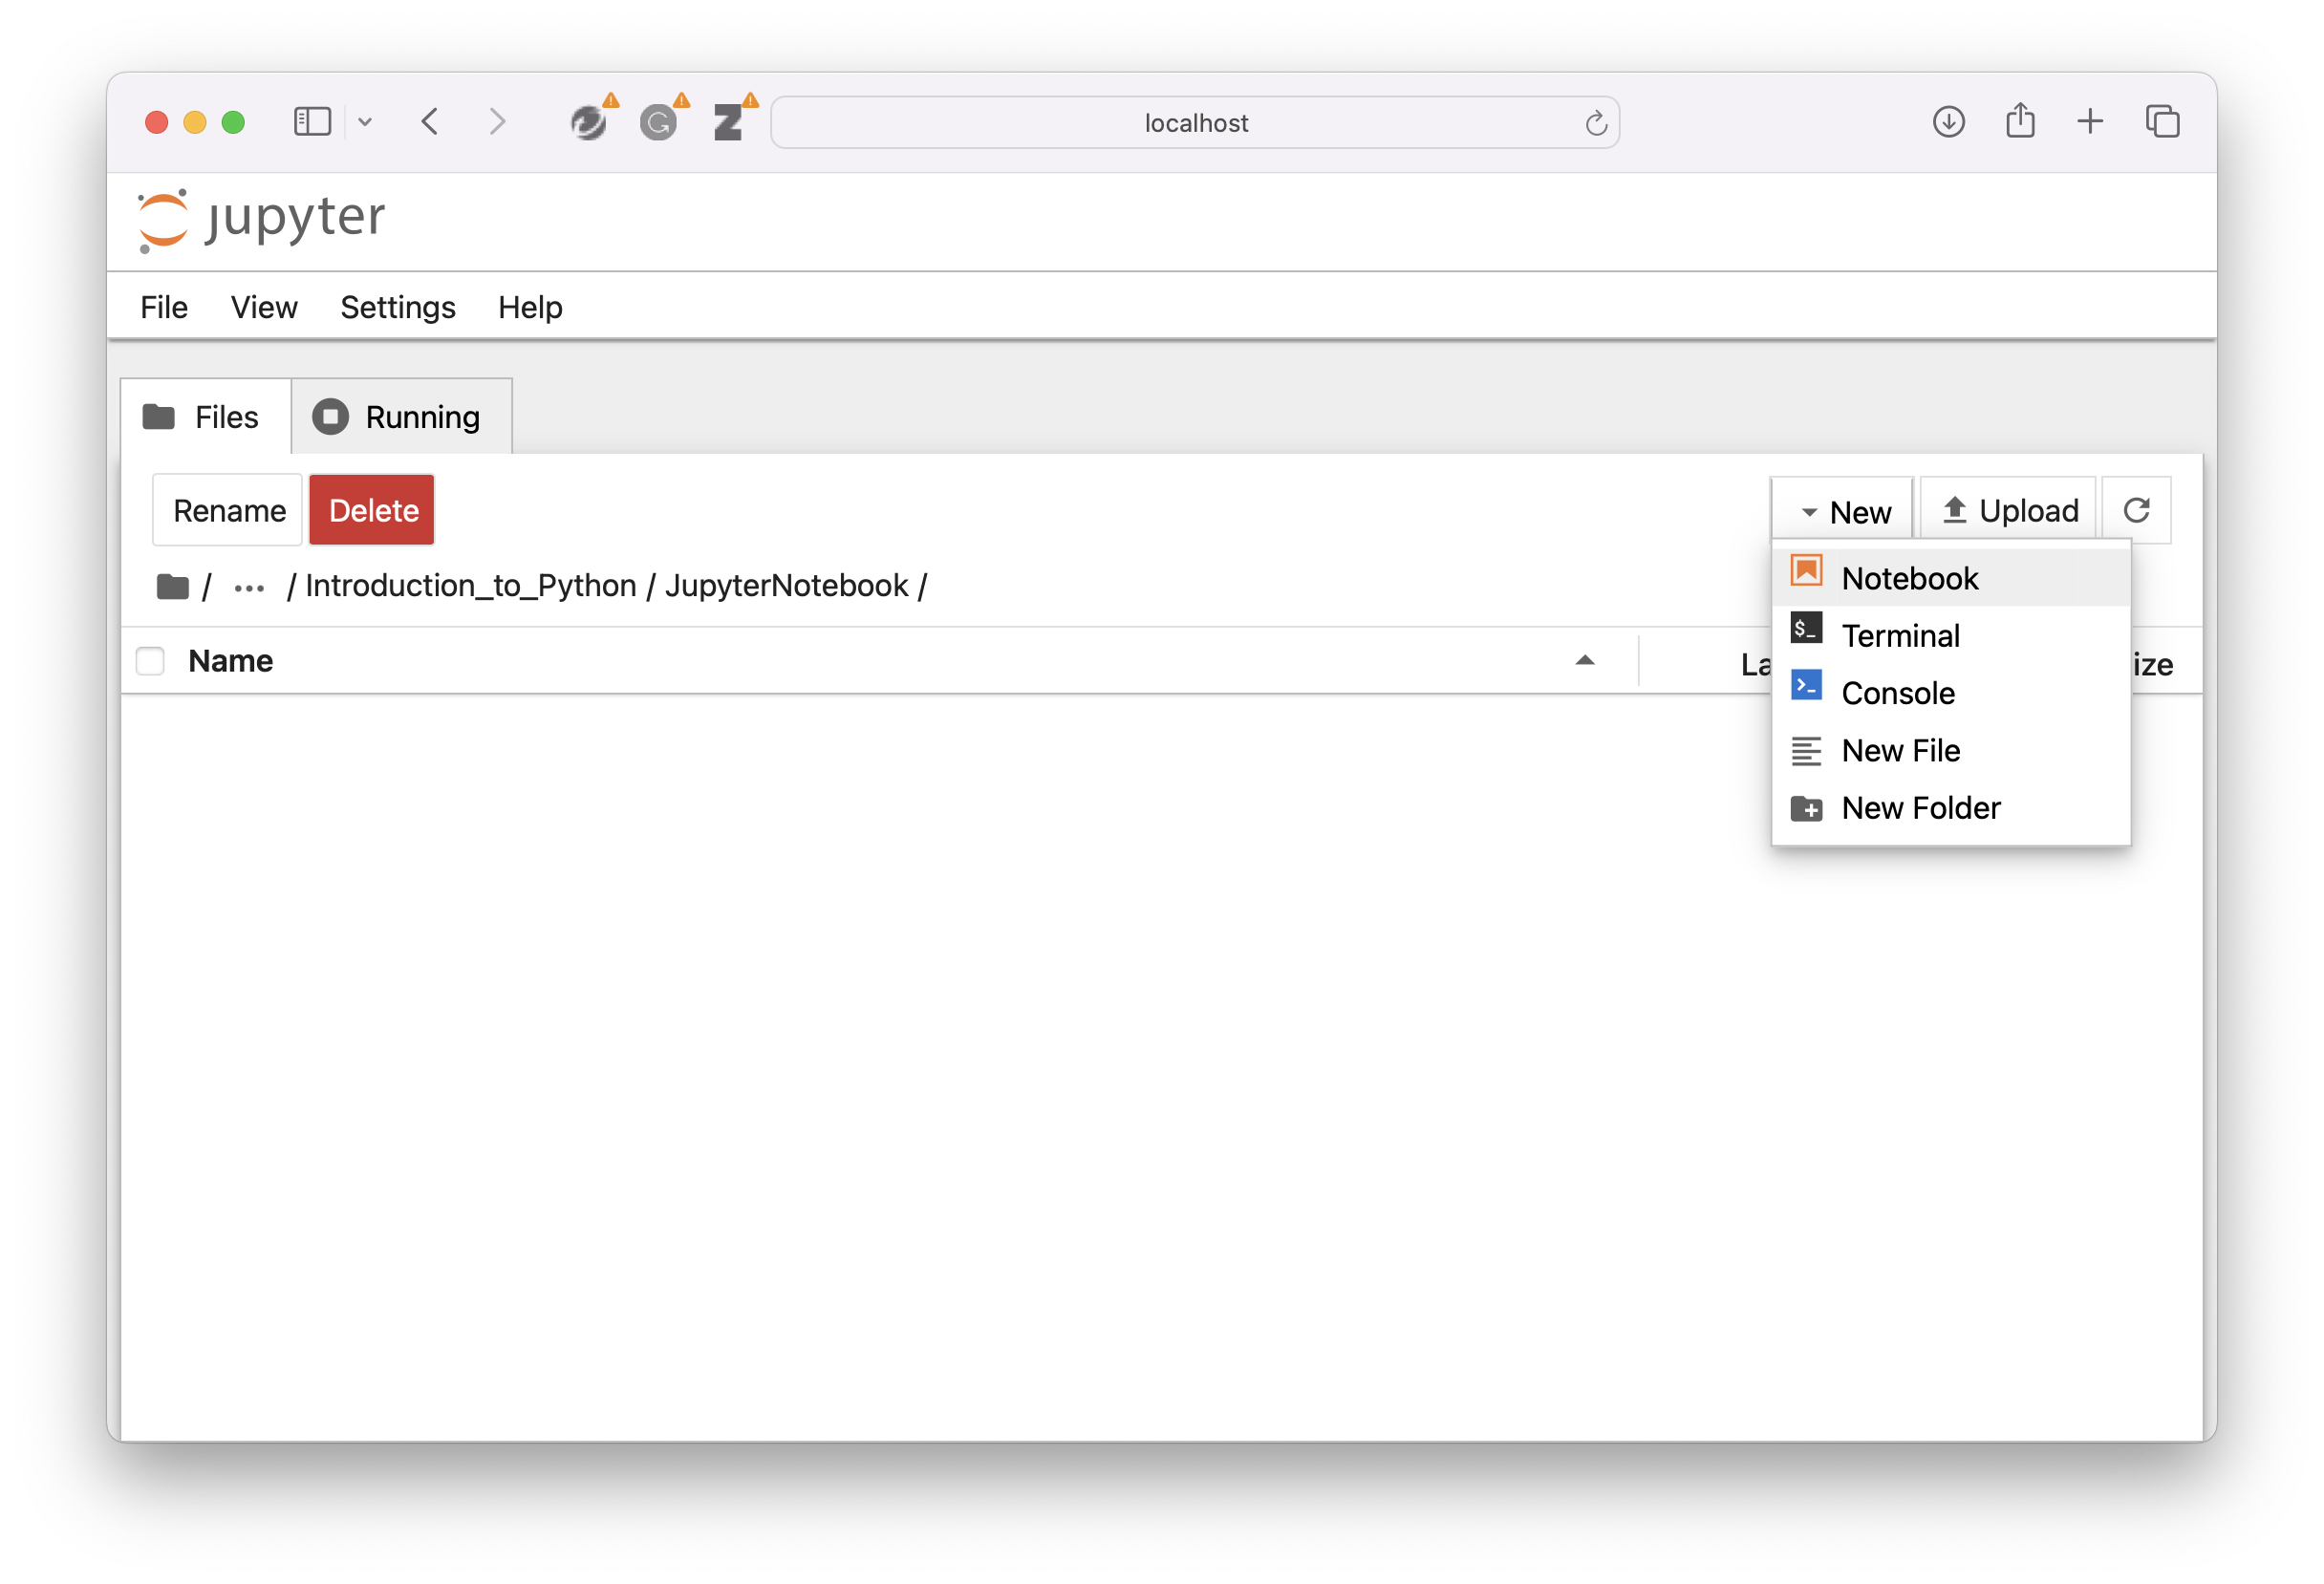 localhost
jupyter
File View Settings Help
Files Running
Rename Delete New Upload
/ ... / Introduction_to_Python / JupyterNotebook /
Notebook
Name La ize
$_ Terminal
>_ Console
New File
New Folder